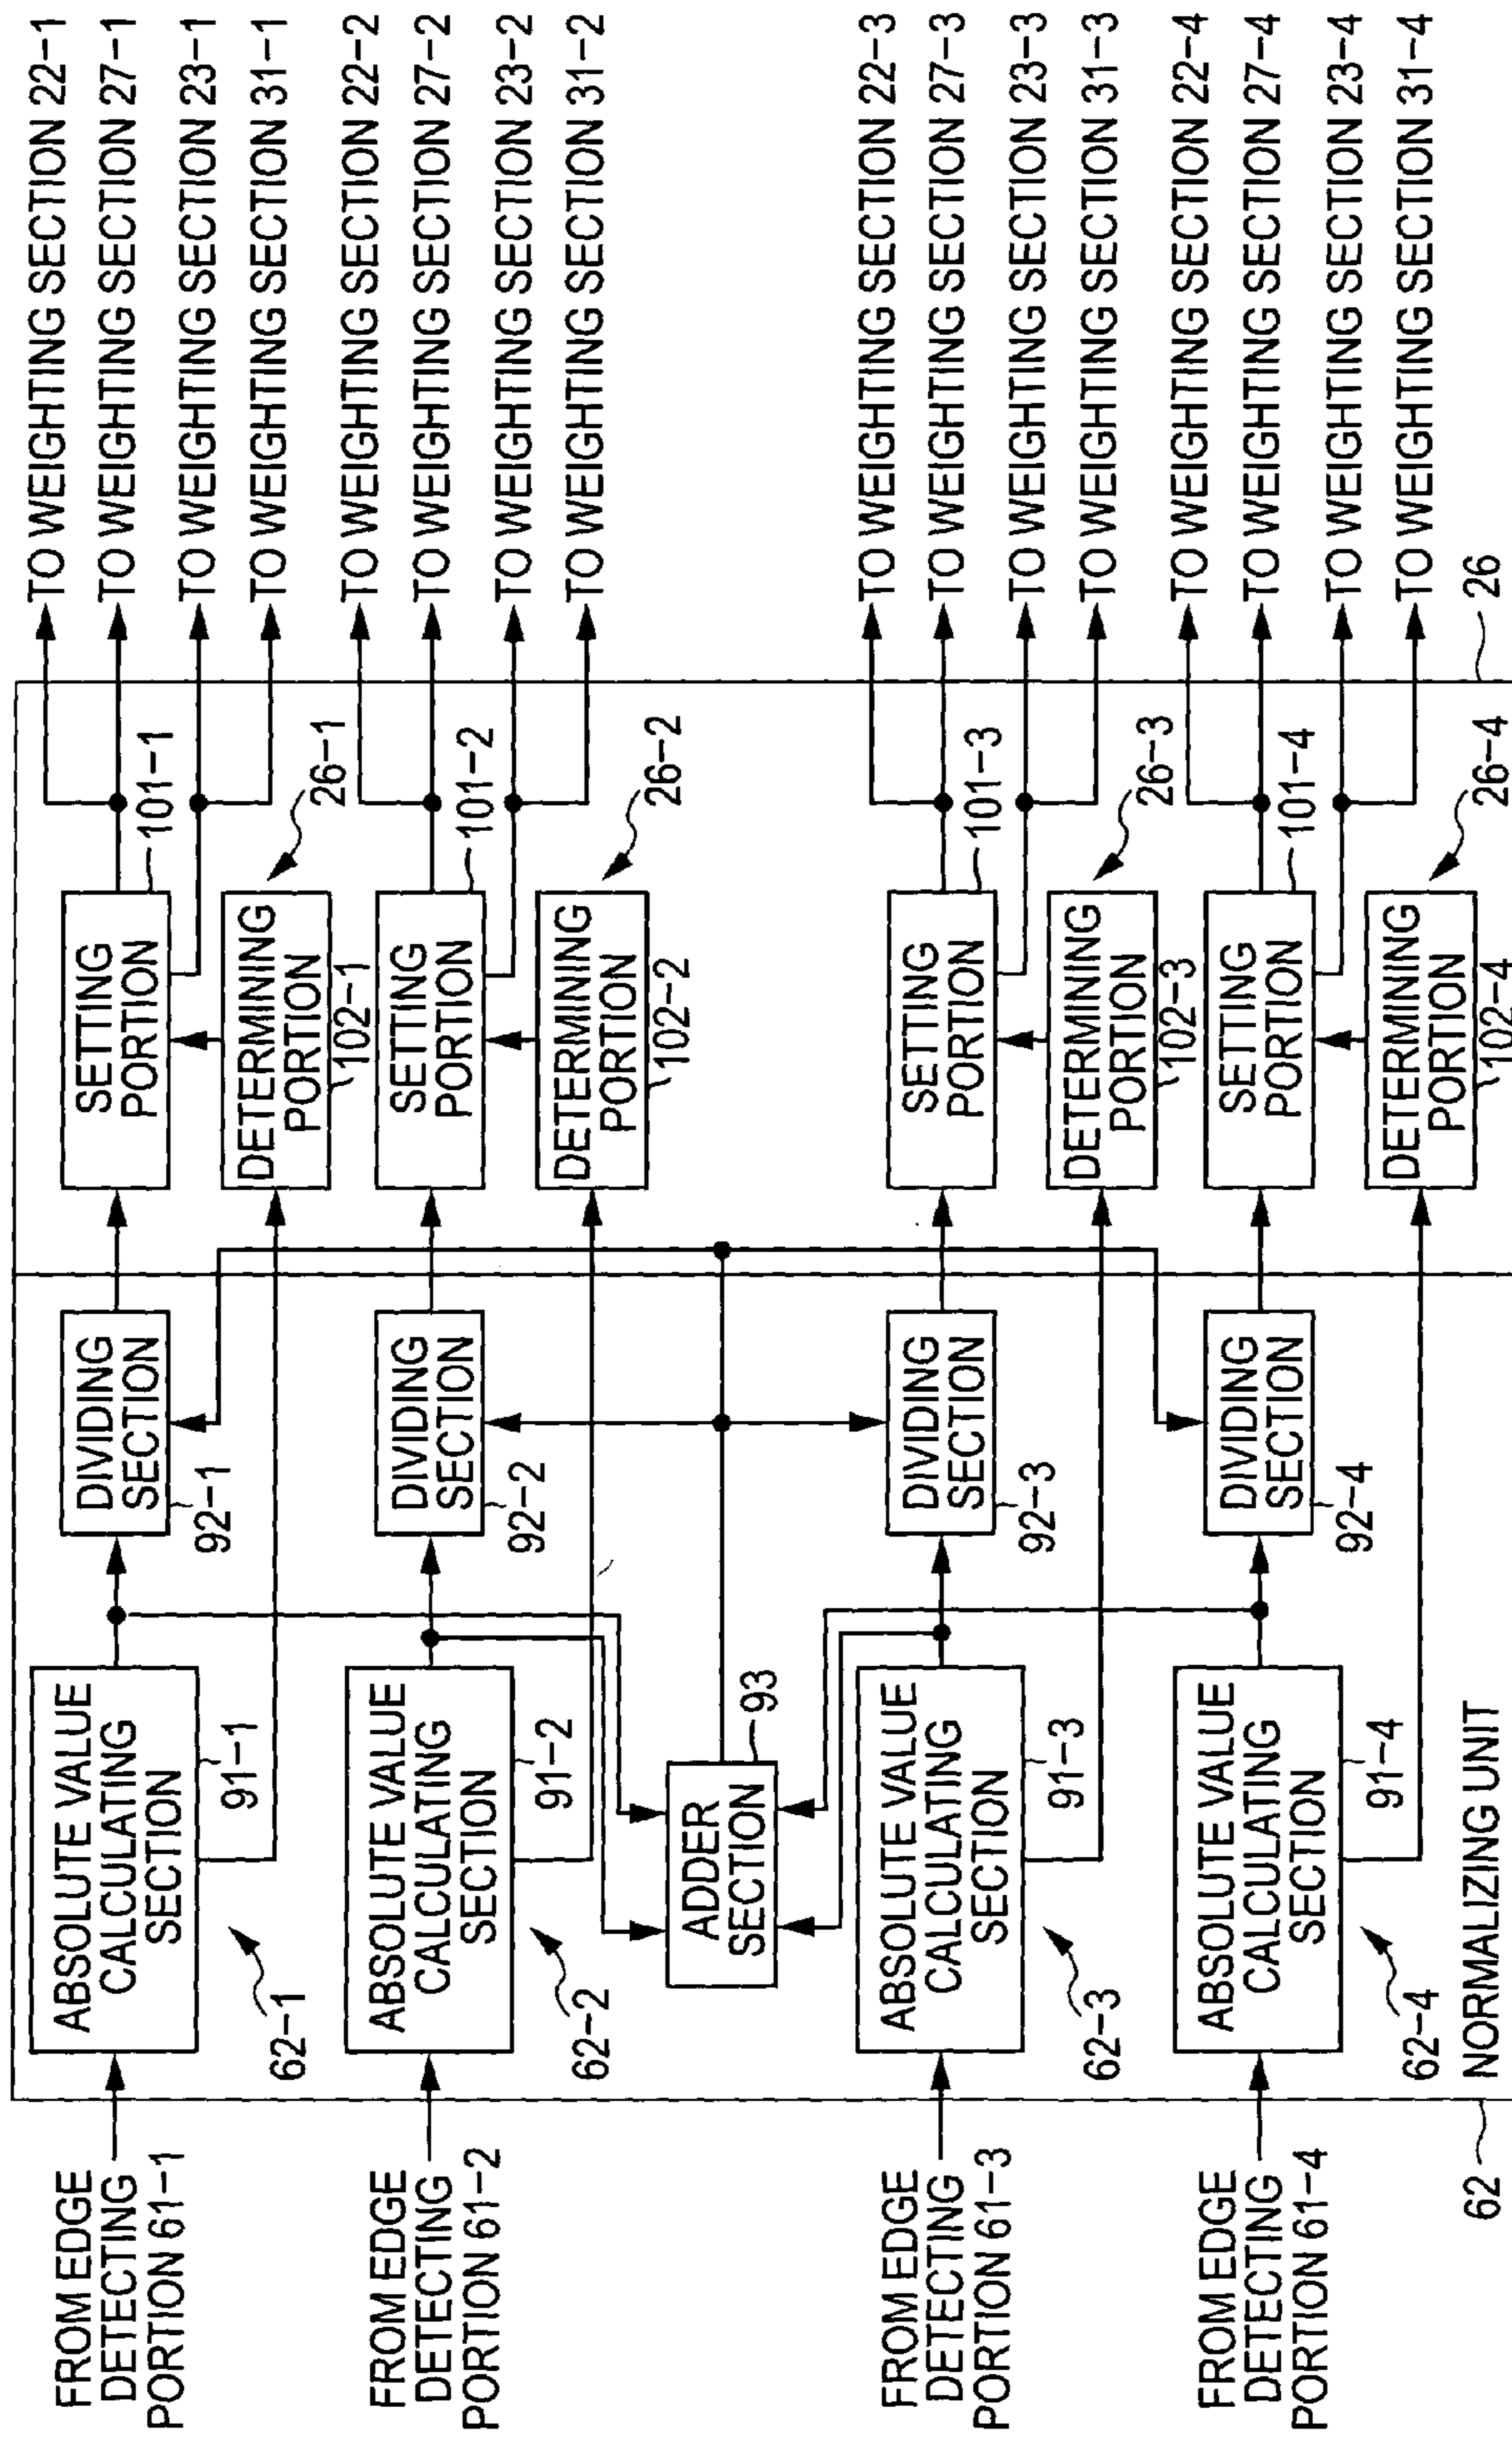 FROM EDGE
DETECTING
PORTION 61-1
ABSOLUTE VALUE
CALCULATING
SECTION
91-1
62-1
DIVIDING
SECTION
92-1
SETTING
PORTION
101-1
DETERMINING
PORTION
102-1
26-1
TO WEIGHTING SECTION 22-1
TO WEIGHTING SECTION 27-1
TO WEIGHTING SECTION 23-1
TO WEIGHTING SECTION 31-1
FROM EDGE
DETECTING
PORTION 61-2
ABSOLUTE VALUE
CALCULATING
SECTION
91-2
62-2
DIVIDING
SECTION
92-2
SETTING
PORTION
101-2
DETERMINING
PORTION
102-2
26-2
TO WEIGHTING SECTION 22-2
TO WEIGHTING SECTION 27-2
TO WEIGHTING SECTION 23-2
TO WEIGHTING SECTION 31-2
ADDER
SECTION
93
FROM EDGE
DETECTING
PORTION 61-3
ABSOLUTE VALUE
CALCULATING
SECTION
91-3
62-3
DIVIDING
SECTION
92-3
SETTING
PORTION
101-3
DETERMINING
PORTION
102-3
26-3
TO WEIGHTING SECTION 22-3
TO WEIGHTING SECTION 27-3
TO WEIGHTING SECTION 23-3
TO WEIGHTING SECTION 31-3
FROM EDGE
DETECTING
PORTION 61-4
ABSOLUTE VALUE
CALCULATING
SECTION
91-4
62-4
DIVIDING
SECTION
92-4
SETTING
PORTION
101-4
DETERMINING
PORTION
102-4
26-4
TO WEIGHTING SECTION 22-4
TO WEIGHTING SECTION 27-4
TO WEIGHTING SECTION 23-4
TO WEIGHTING SECTION 31-4
62
NORMALIZING UNIT
26